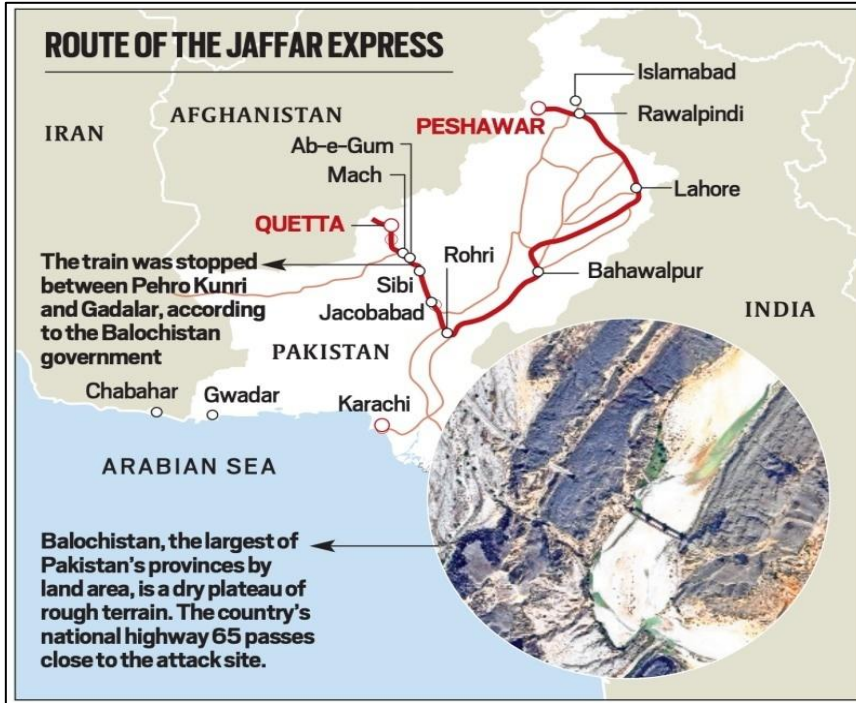 ROUTE OF THE JAFFAR EXPRESS
AFGHANISTAN
IRAN
Islamabad
PESHAWAR
Rawalpindi
Ab-e-Gum
Mach
Lahore
QUETTA
Rohri
Bahawalpur
The train was stopped
between Pehro Kunri
and Gadalar, according
to the Balochistan
government
Sibi
Jacobabad
INDIA
PAKISTAN
Chabahar
Gwadar
Karachi
ARABIAN SEA
Balochistan, the largest of
Pakistan's provinces by
land area, is a dry plateau of
rough terrain. The country's
national highway 65 passes
close to the attack site.